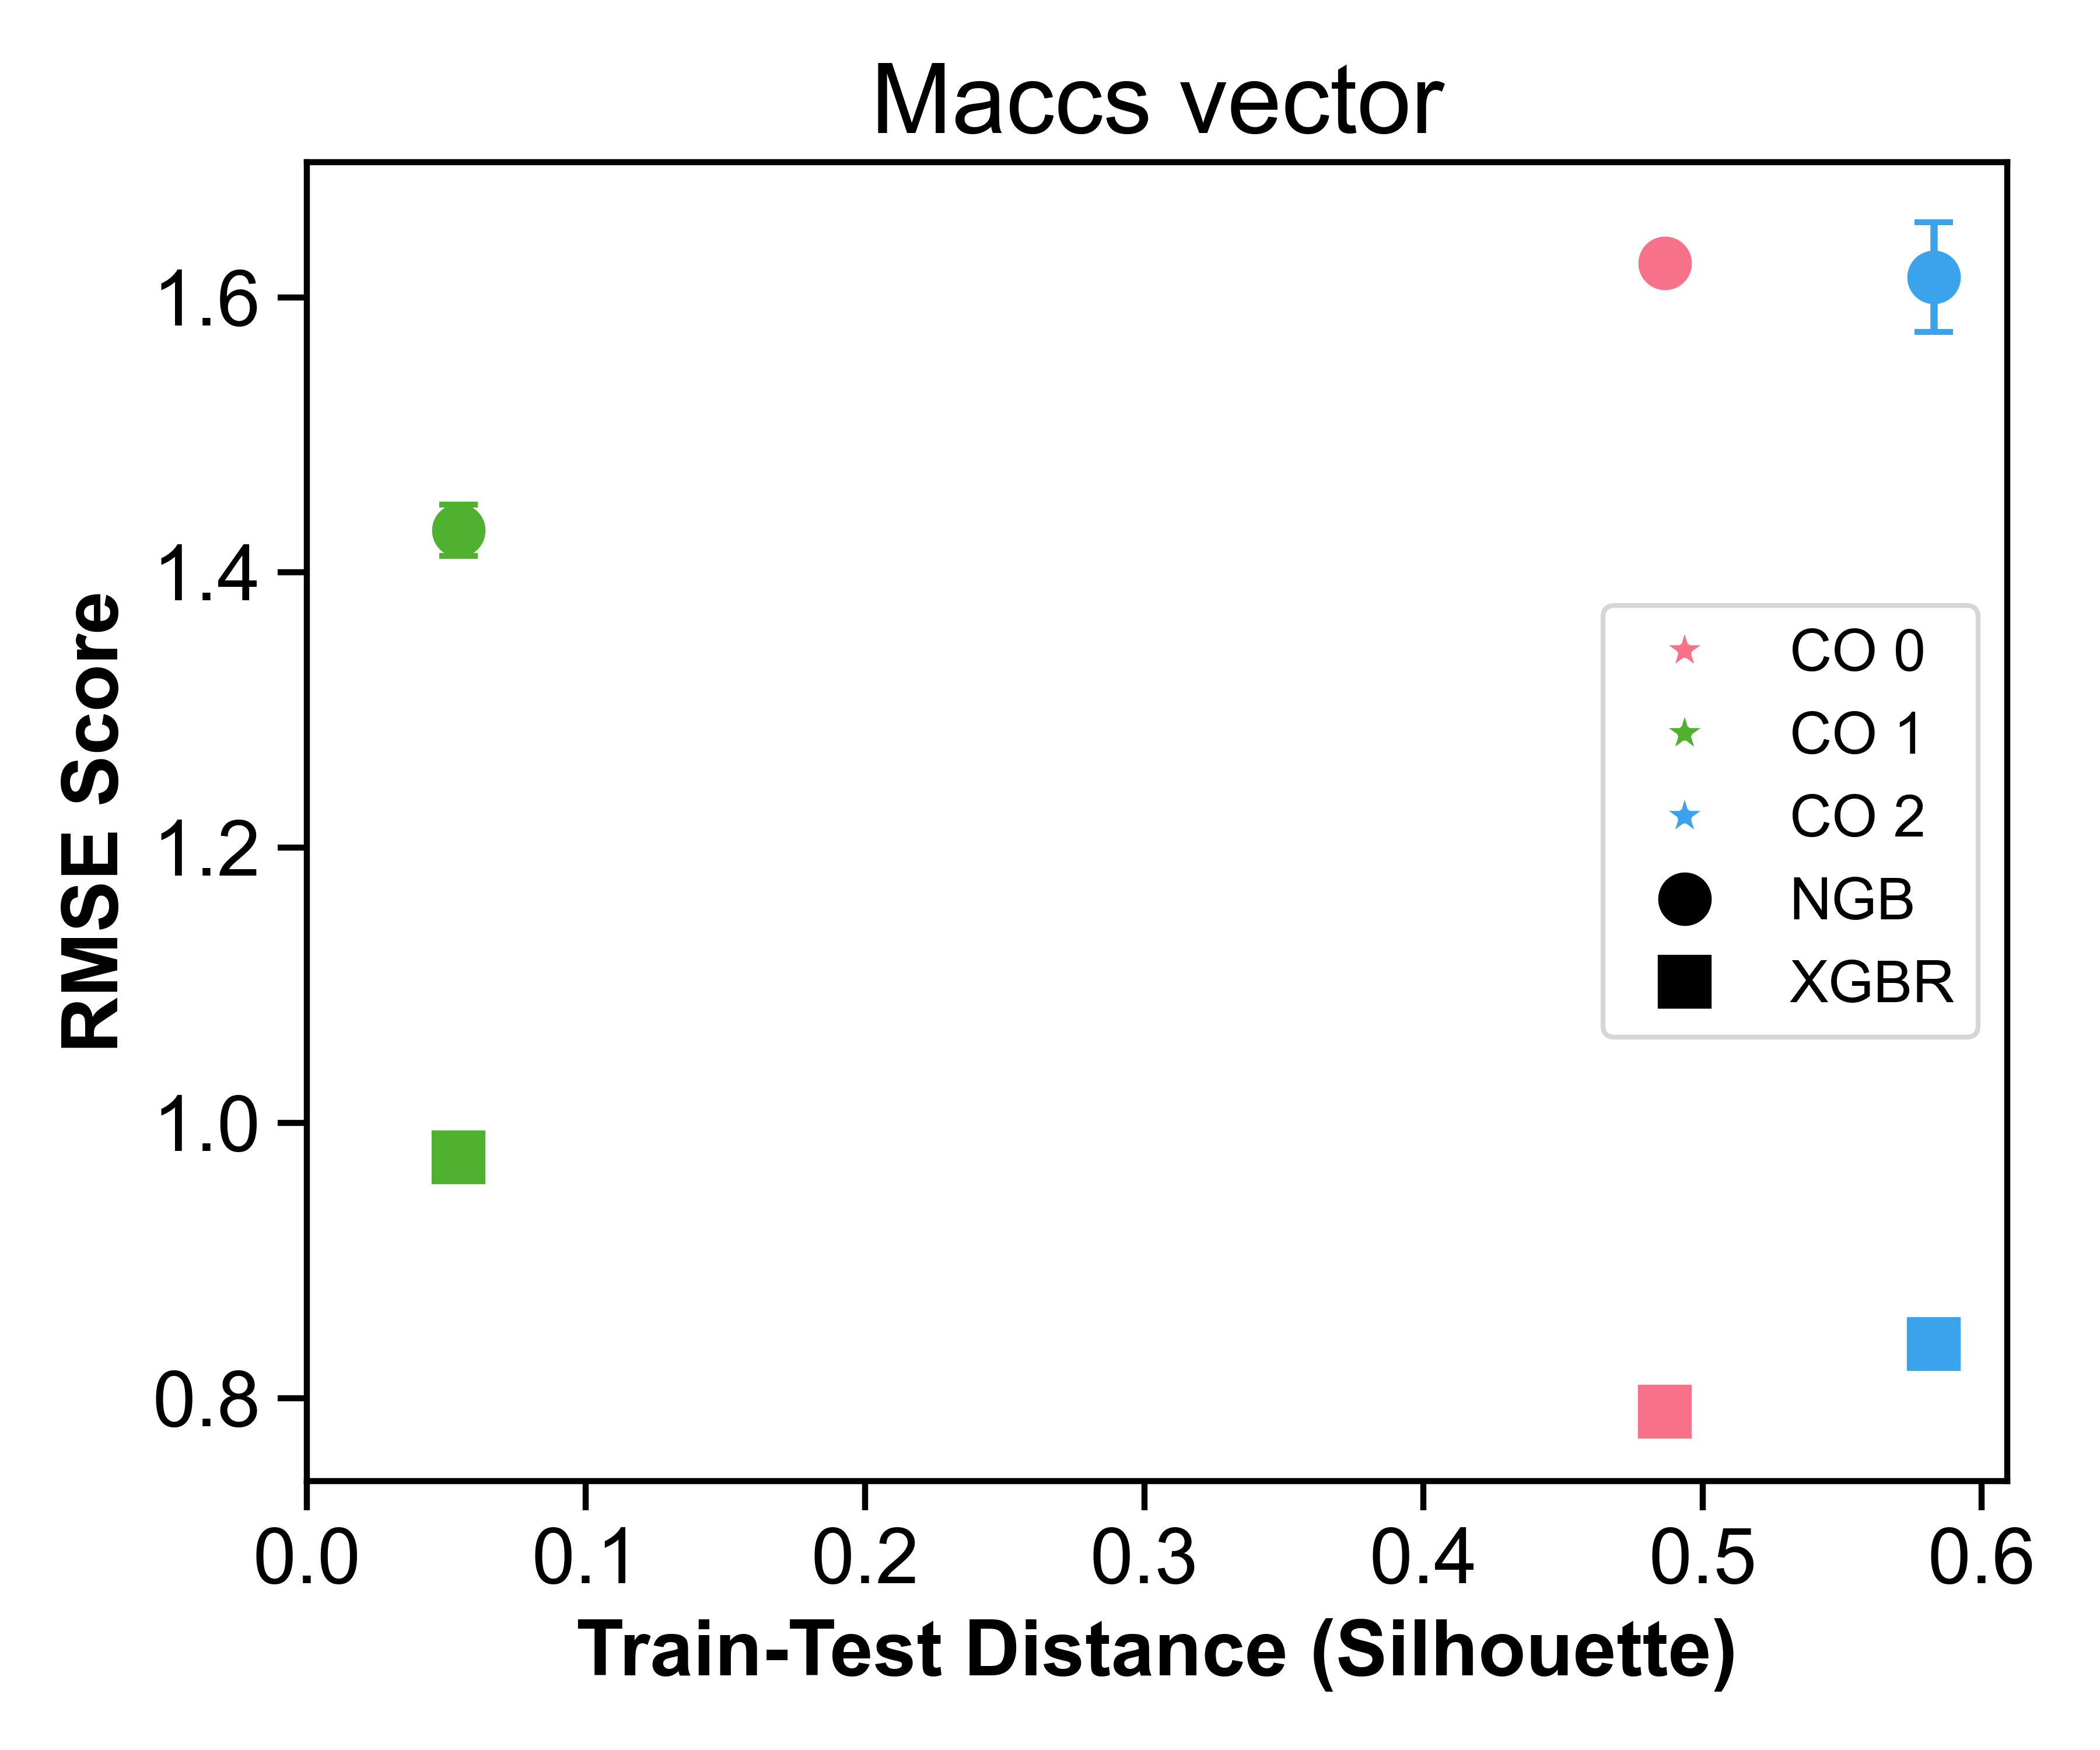 Maccs vector
RMSE Score
1.6
1.4
1.2
1.0
0.8
CO 0
CO 1
CO 2
NGB
XGBR
0.0 0.1 0.2 0.3 0.4 0.5 0.6
Train-Test Distance (Silhouette)